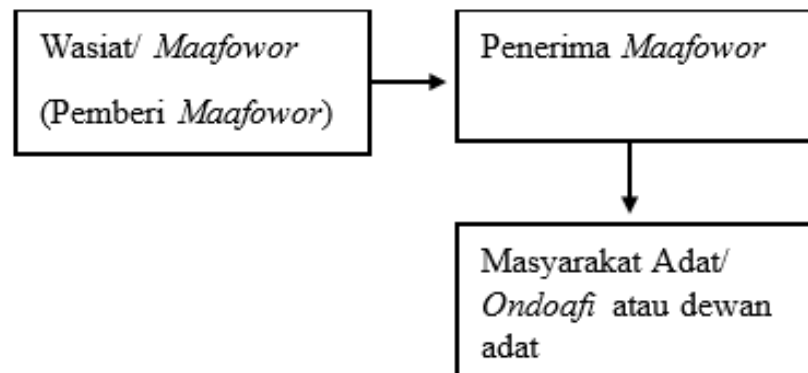 Wasiat/ Maafowor
(Pemberi Maafowor)
Penerima Maafowor
Masyarakat Adat/
Ondoafi atau dewan
adat